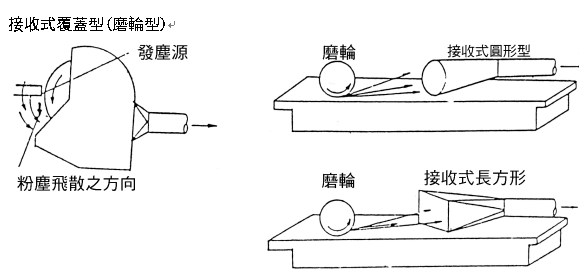 接收式覆蓋型(磨輪型)↵
發塵源
粉塵飛散之方向
磨輪
接收式圓形型
磨輪
接收式長方形